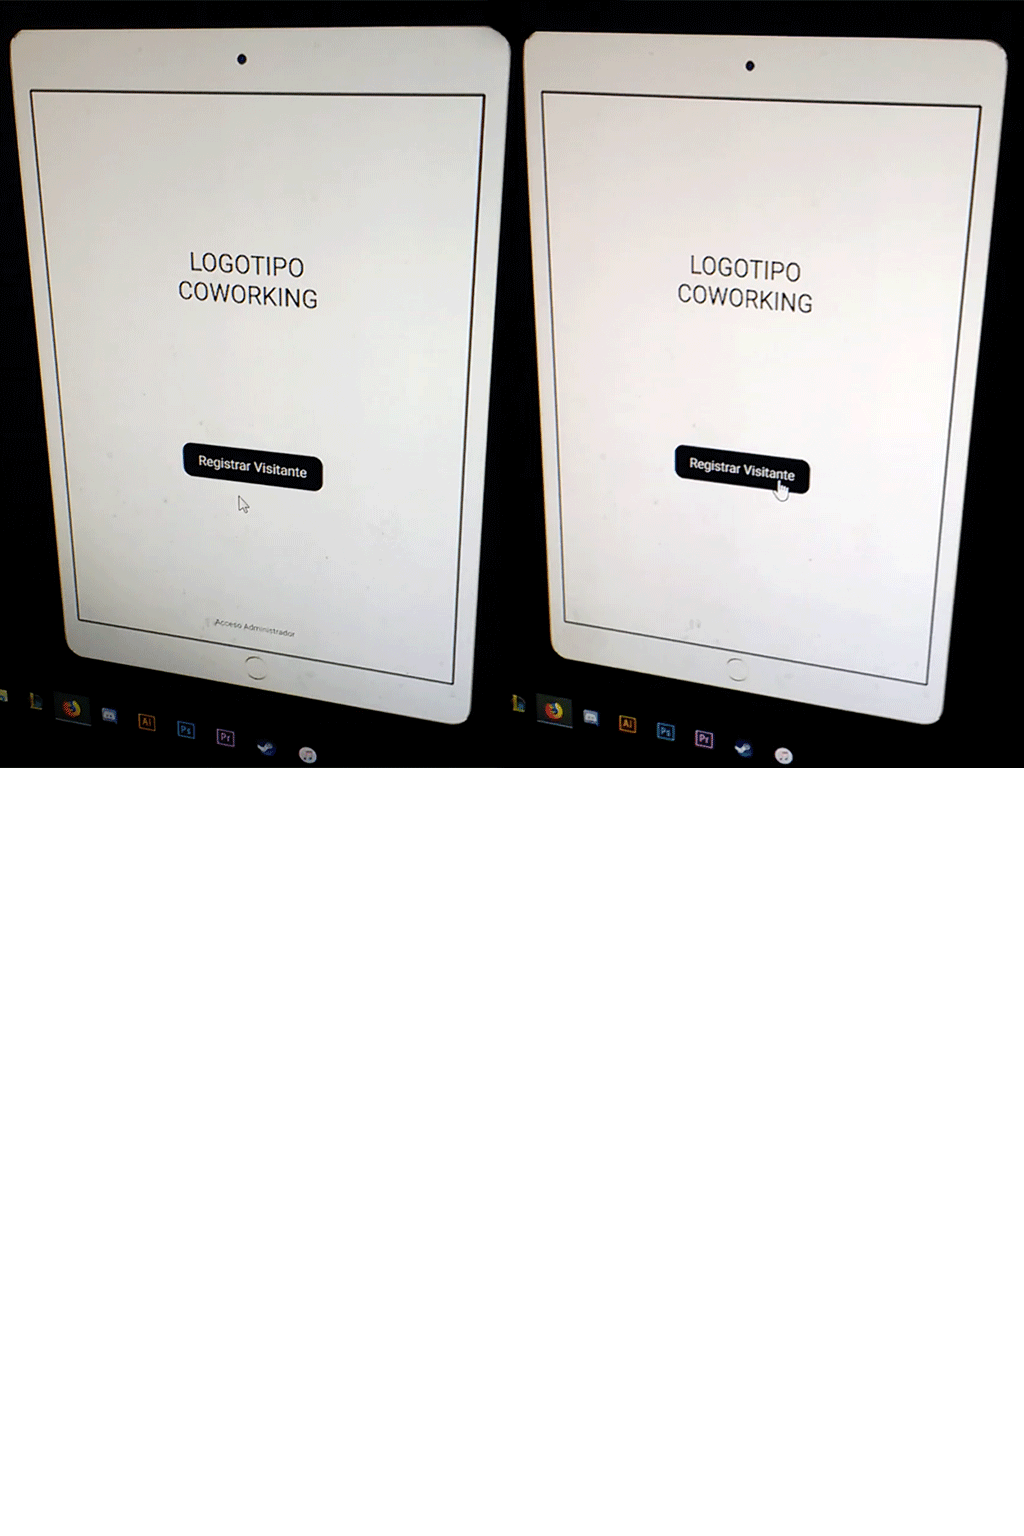 LOGOTIPO
COWORKING
Registrar Visitante
Acceso Administrador
Ai
Ps
Pr
LOGOTIPO
COWORKING
Registrar Visitante
Ai
Ps
Pr